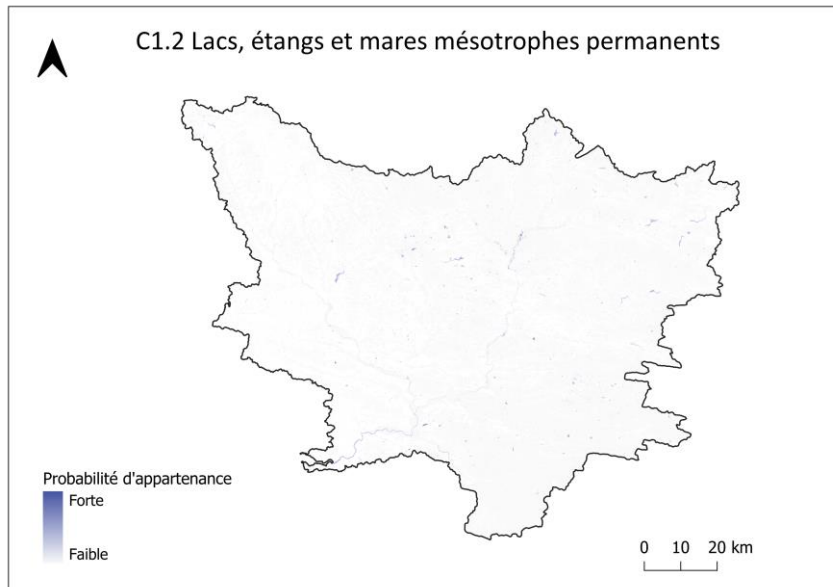 C1.2 Lacs, étangs et mares mésotrophes permanents
Probabilité d'appartenance
Forte
Faible
0 10 20 km